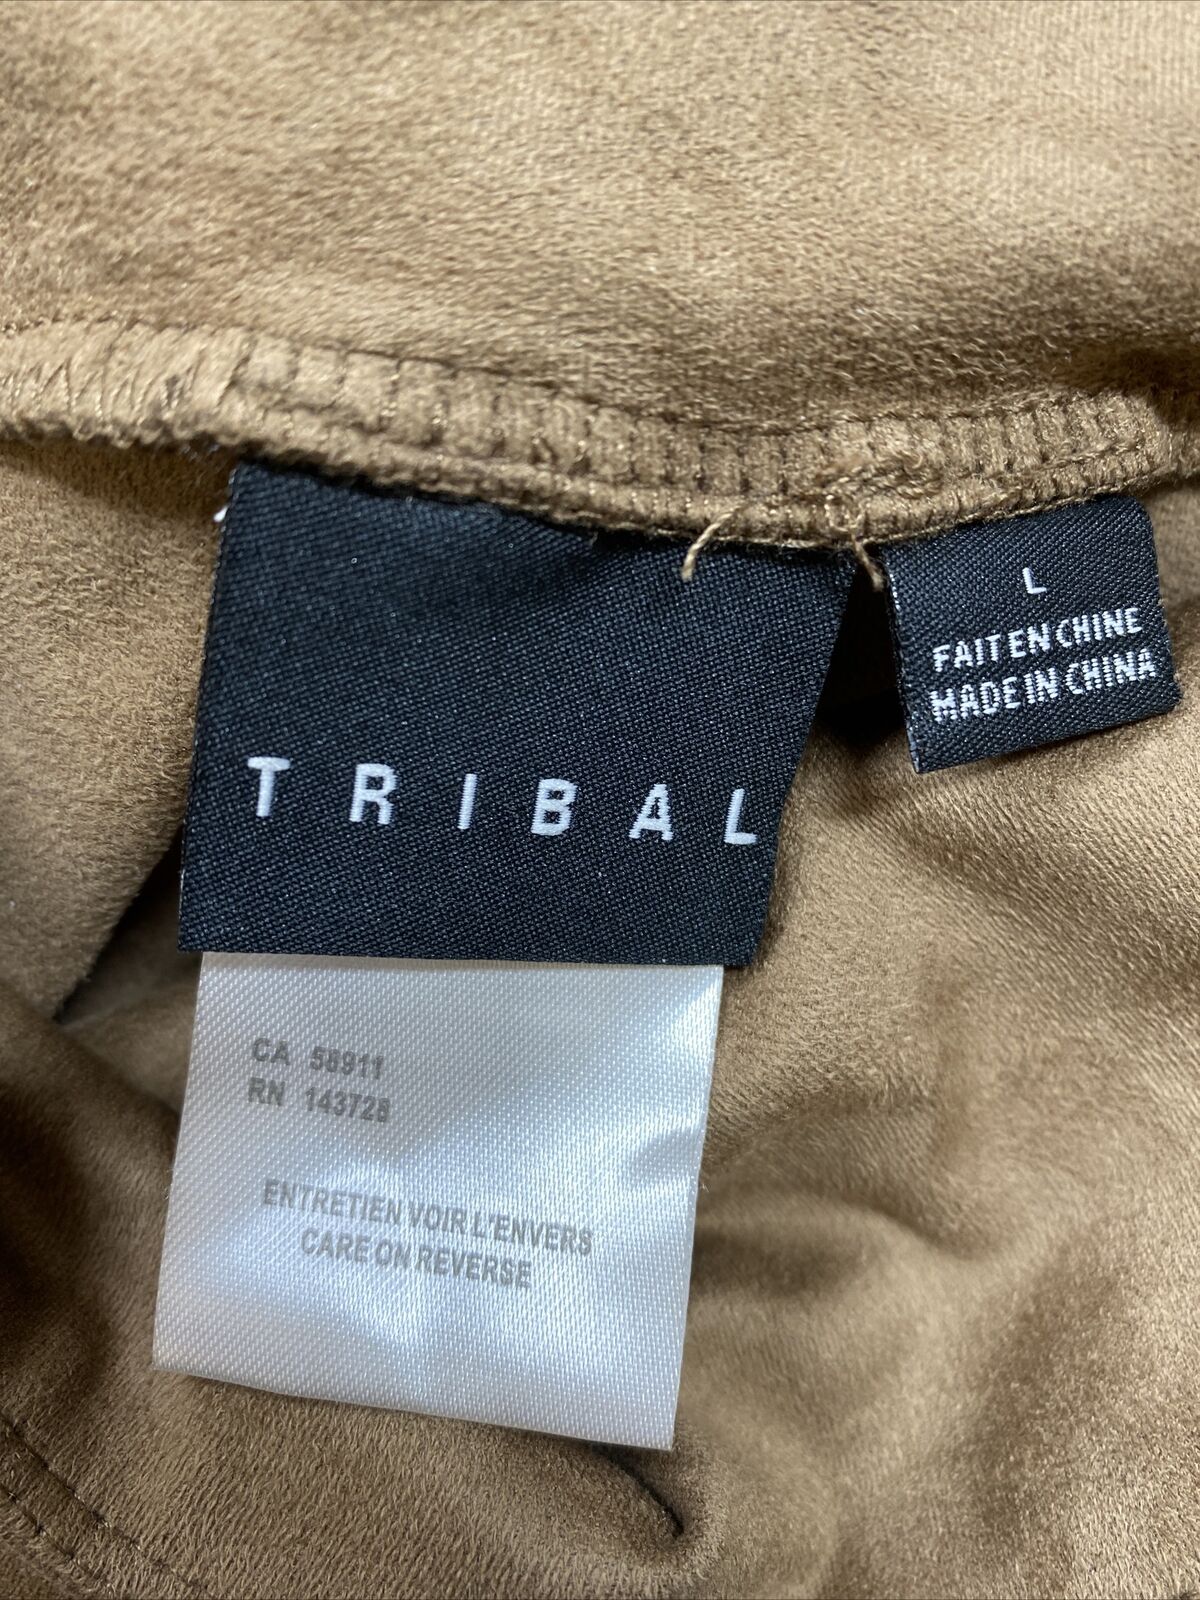 TRIBAL
L
FAIT EN CHINE
MADE IN CHINA
CA 58911
RN 143728
ENTRETIEN VOIR L'ENVERS
CARE ON REVERSE